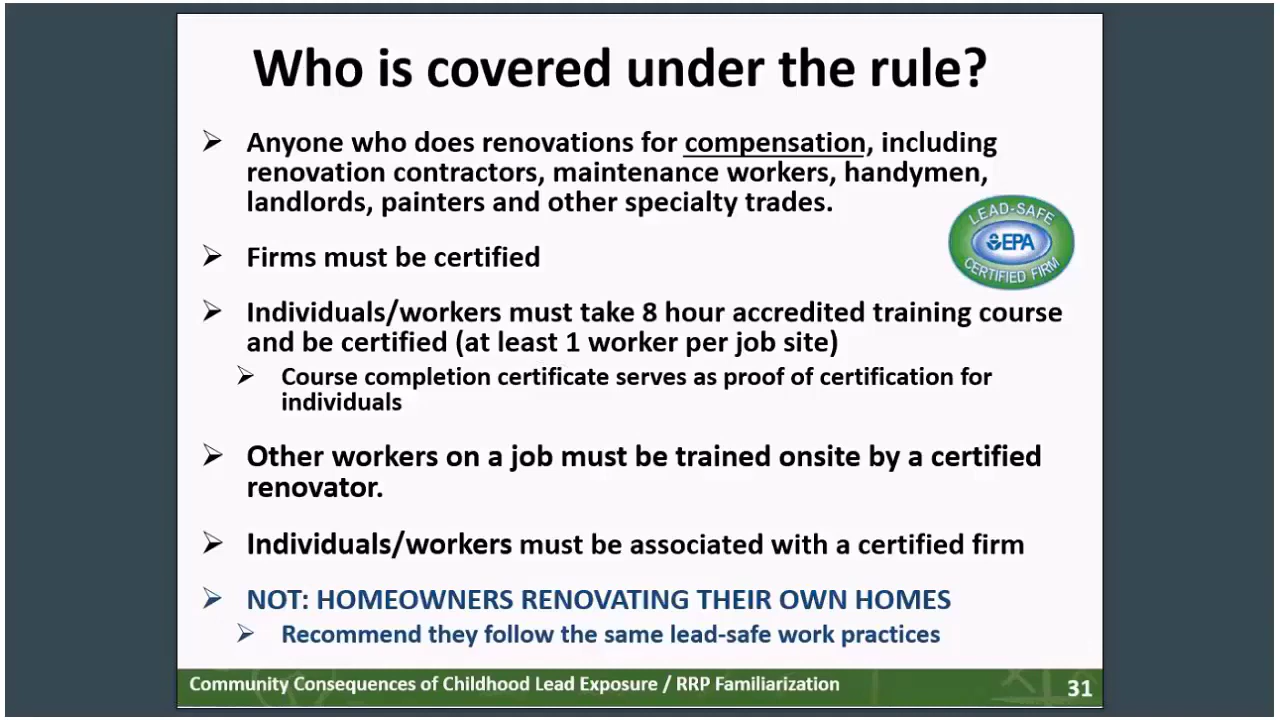 Who is covered under the rule?
Anyone who does renovations for compensation, including
renovation contractors, maintenance workers, handymen,
landlords, painters and other specialty trades.
LEAD-SAFE
EPA
CERTIFIED FIRM
Firms must be certified
Individuals/workers must take 8 hour accredited training course
and be certified (at least 1 worker per job site)
Course completion certificate serves as proof of certification for
individuals
Other workers on a job must be trained onsite by a certified
renovator.
Individuals/workers must be associated with a certified firm
NOT: HOMEOWNERS RENOVATING THEIR OWN HOMES
Recommend they follow the same lead-safe work practices
Community Consequences of Childhood Lead Exposure / RRP Familiarization
31